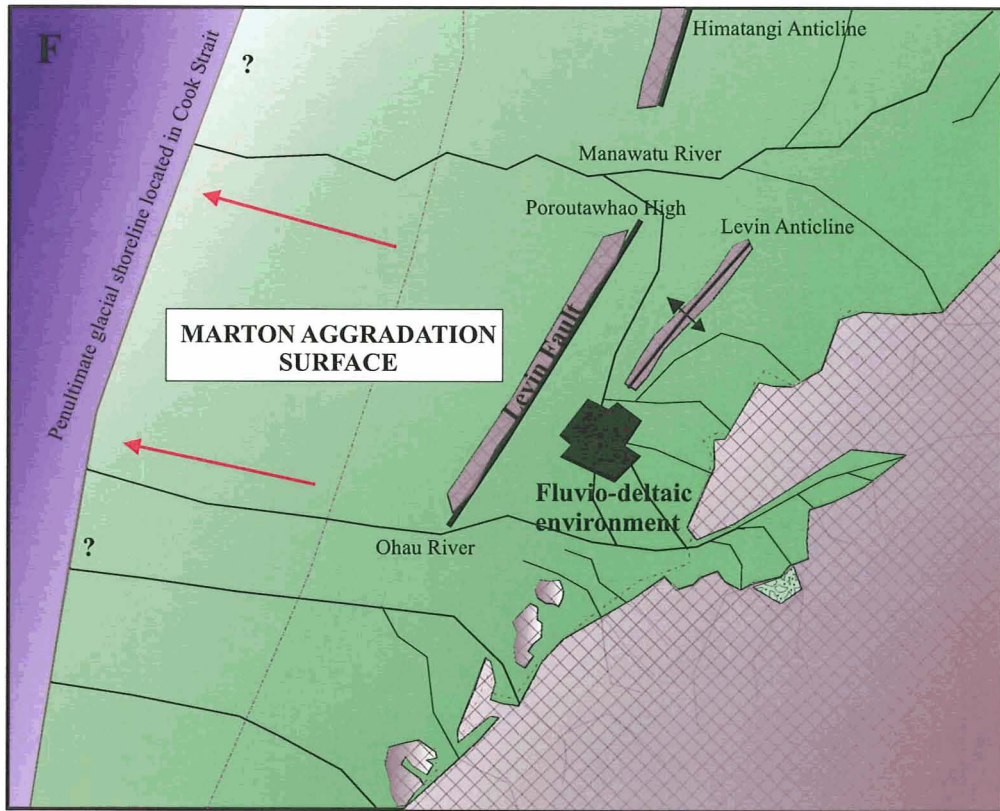 F
Himatangi Anticline
?
Penultimate glacial shoreline located in Cook Strait
Manawatu River
Poroutawhao High
Levin Anticline
MARTON AGGRADATION
SURFACE
Levin Fault
Fluvio-deltaic
environment
Ohau River
?